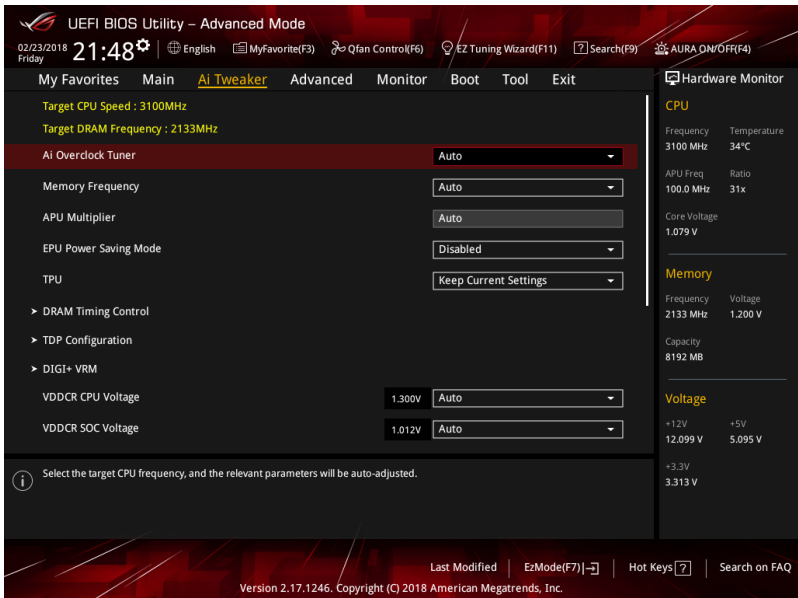 UEFI BIOS Utility – Advanced Mode
02/23/2018 Friday 21:48 English MyFavorite(F3) Qfan Control(F6) EZ Tuning Wizard(F11) ? Search(F9) AURA ON/OFF(F4)
My Favorites Main Ai Tweaker Advanced Monitor Boot Tool Exit
Target CPU Speed : 3100MHz
Target DRAM Frequency : 2133MHz
Ai Overclock Tuner Auto
Memory Frequency Auto
APU Multiplier Auto
EPU Power Saving Mode Disabled
TPU Keep Current Settings
> DRAM Timing Control
> TDP Configuration
> DIGI+ VRM
VDDCR CPU Voltage 1.300V Auto
VDDCR SOC Voltage 1.012V Auto
Select the target CPU frequency, and the relevant parameters will be auto-adjusted.
Hardware Monitor
CPU
Frequency Temperature
3100 MHz 34°C
APU Freq Ratio
100.0 MHz 31x
Core Voltage
1.079 V
Memory
Frequency Voltage
2133 MHz 1.200 V
Capacity
8192 MB
Voltage
+12V +5V
12.099 V 5.095 V
+3.3V
3.313 V
Last Modified EzMode(F7) Hot Keys ? Search on FAQ
Version 2.17.1246. Copyright (C) 2018 American Megatrends, Inc.